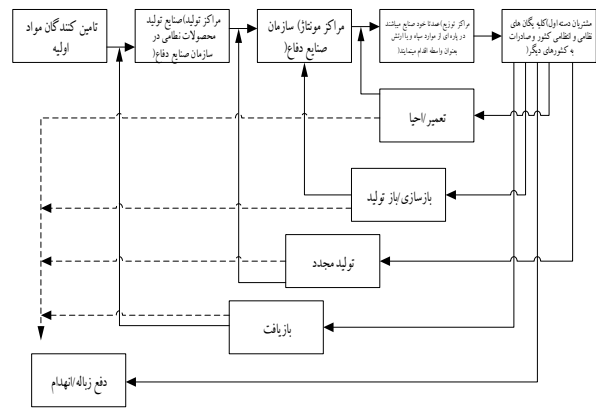 تامین کنندگان مواد
اولیه
مراکز تولید)صنایع تولید
محصولات نظامی در
سازمان صنایع دفاع(
مراکز مونتاژ) سازمان
صنایع دفاع(
مراکز توزیع)عمدتا خود صنایع میباشند
در پاره ای از موارد سپاه و یا ارتش
بعنوان واسطه اقدام مینمایند(
مشتریان دسته اول)کلیه یگان های
نظامی و انتظامی کشور و صادرات
به کشورهای دیگر(
تعمیر/احیا
بازسازی/باز تولید
تولید مجدد
بازیافت
دفع زباله/انهدام